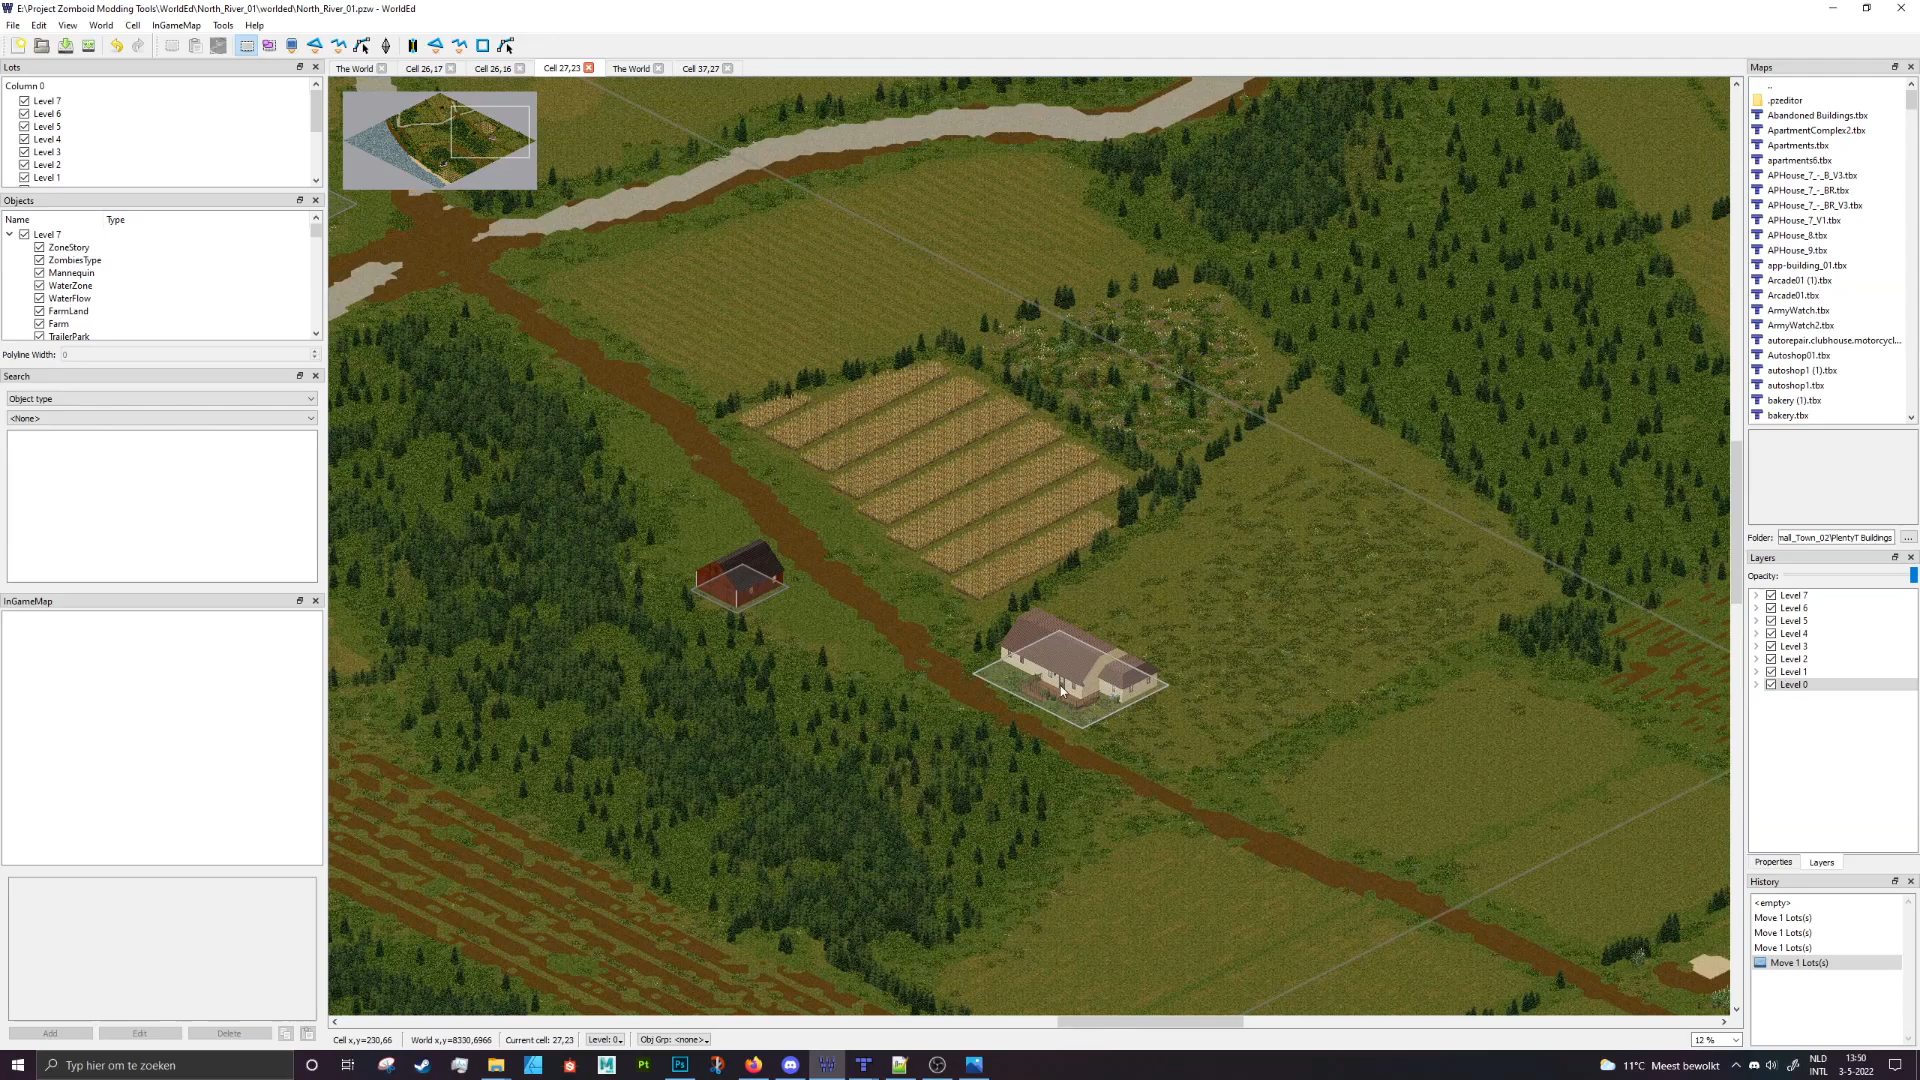 E:\Project Zomboid Modding Tools\WorldEd\North_River_01\worlded\North_River_01.pzw - WorldEd
File Edit View World Cell InGameMap Tools Help
Lots
Column 0
Level 7
Level 6
Level 5
Level 4
Level 3
Level 2
Level 1
Objects
Name Type
Level 7
ZoneStory
ZombiesType
Mannequin
WaterZone
WaterFlow
FarmLand
Farm
TrailerPark
Polyline Width: 0
Search
Object type
<None>
InGameMap
Add Edit Delete
The World Cell 26,17 Cell 26,16 Cell 27,23 The World Cell 37,27
Cell x,y=230,66 World x,y=8330,6966 Current cell: 27,23 Level: 0 Obj Grp: <none> 12 %
Maps
..
.pzeditor
Abandoned Buildings.tbx
ApartmentComplex2.tbx
Apartments.tbx
apartments6.tbx
APHouse_7_-_B_V3.tbx
APHouse_7_-_BR.tbx
APHouse_7_-_BR_V3.tbx
APHouse_7_V1.tbx
APHouse_8.tbx
APHouse_9.tbx
app-building_01.tbx
Arcade01 (1).tbx
Arcade01.tbx
ArmyWatch.tbx
ArmyWatch2.tbx
autorepair.clubhouse.motorcycl...
Autoshop01.tbx
autoshop1 (1).tbx
autoshop1.tbx
bakery (1).tbx
bakery.tbx
Folder: mall_Town_02\PlentyT Buildings ...
Layers
Opacity:
Level 7
Level 6
Level 5
Level 4
Level 3
Level 2
Level 1
Level 0
Properties Layers
History
<empty>
Move 1 Lots(s)
Move 1 Lots(s)
Move 1 Lots(s)
Move 1 Lots(s)
Typ hier om te zoeken
Pt Ps
11°C Meest bewolkt
NLD
INTL
13:50
3-5-2022